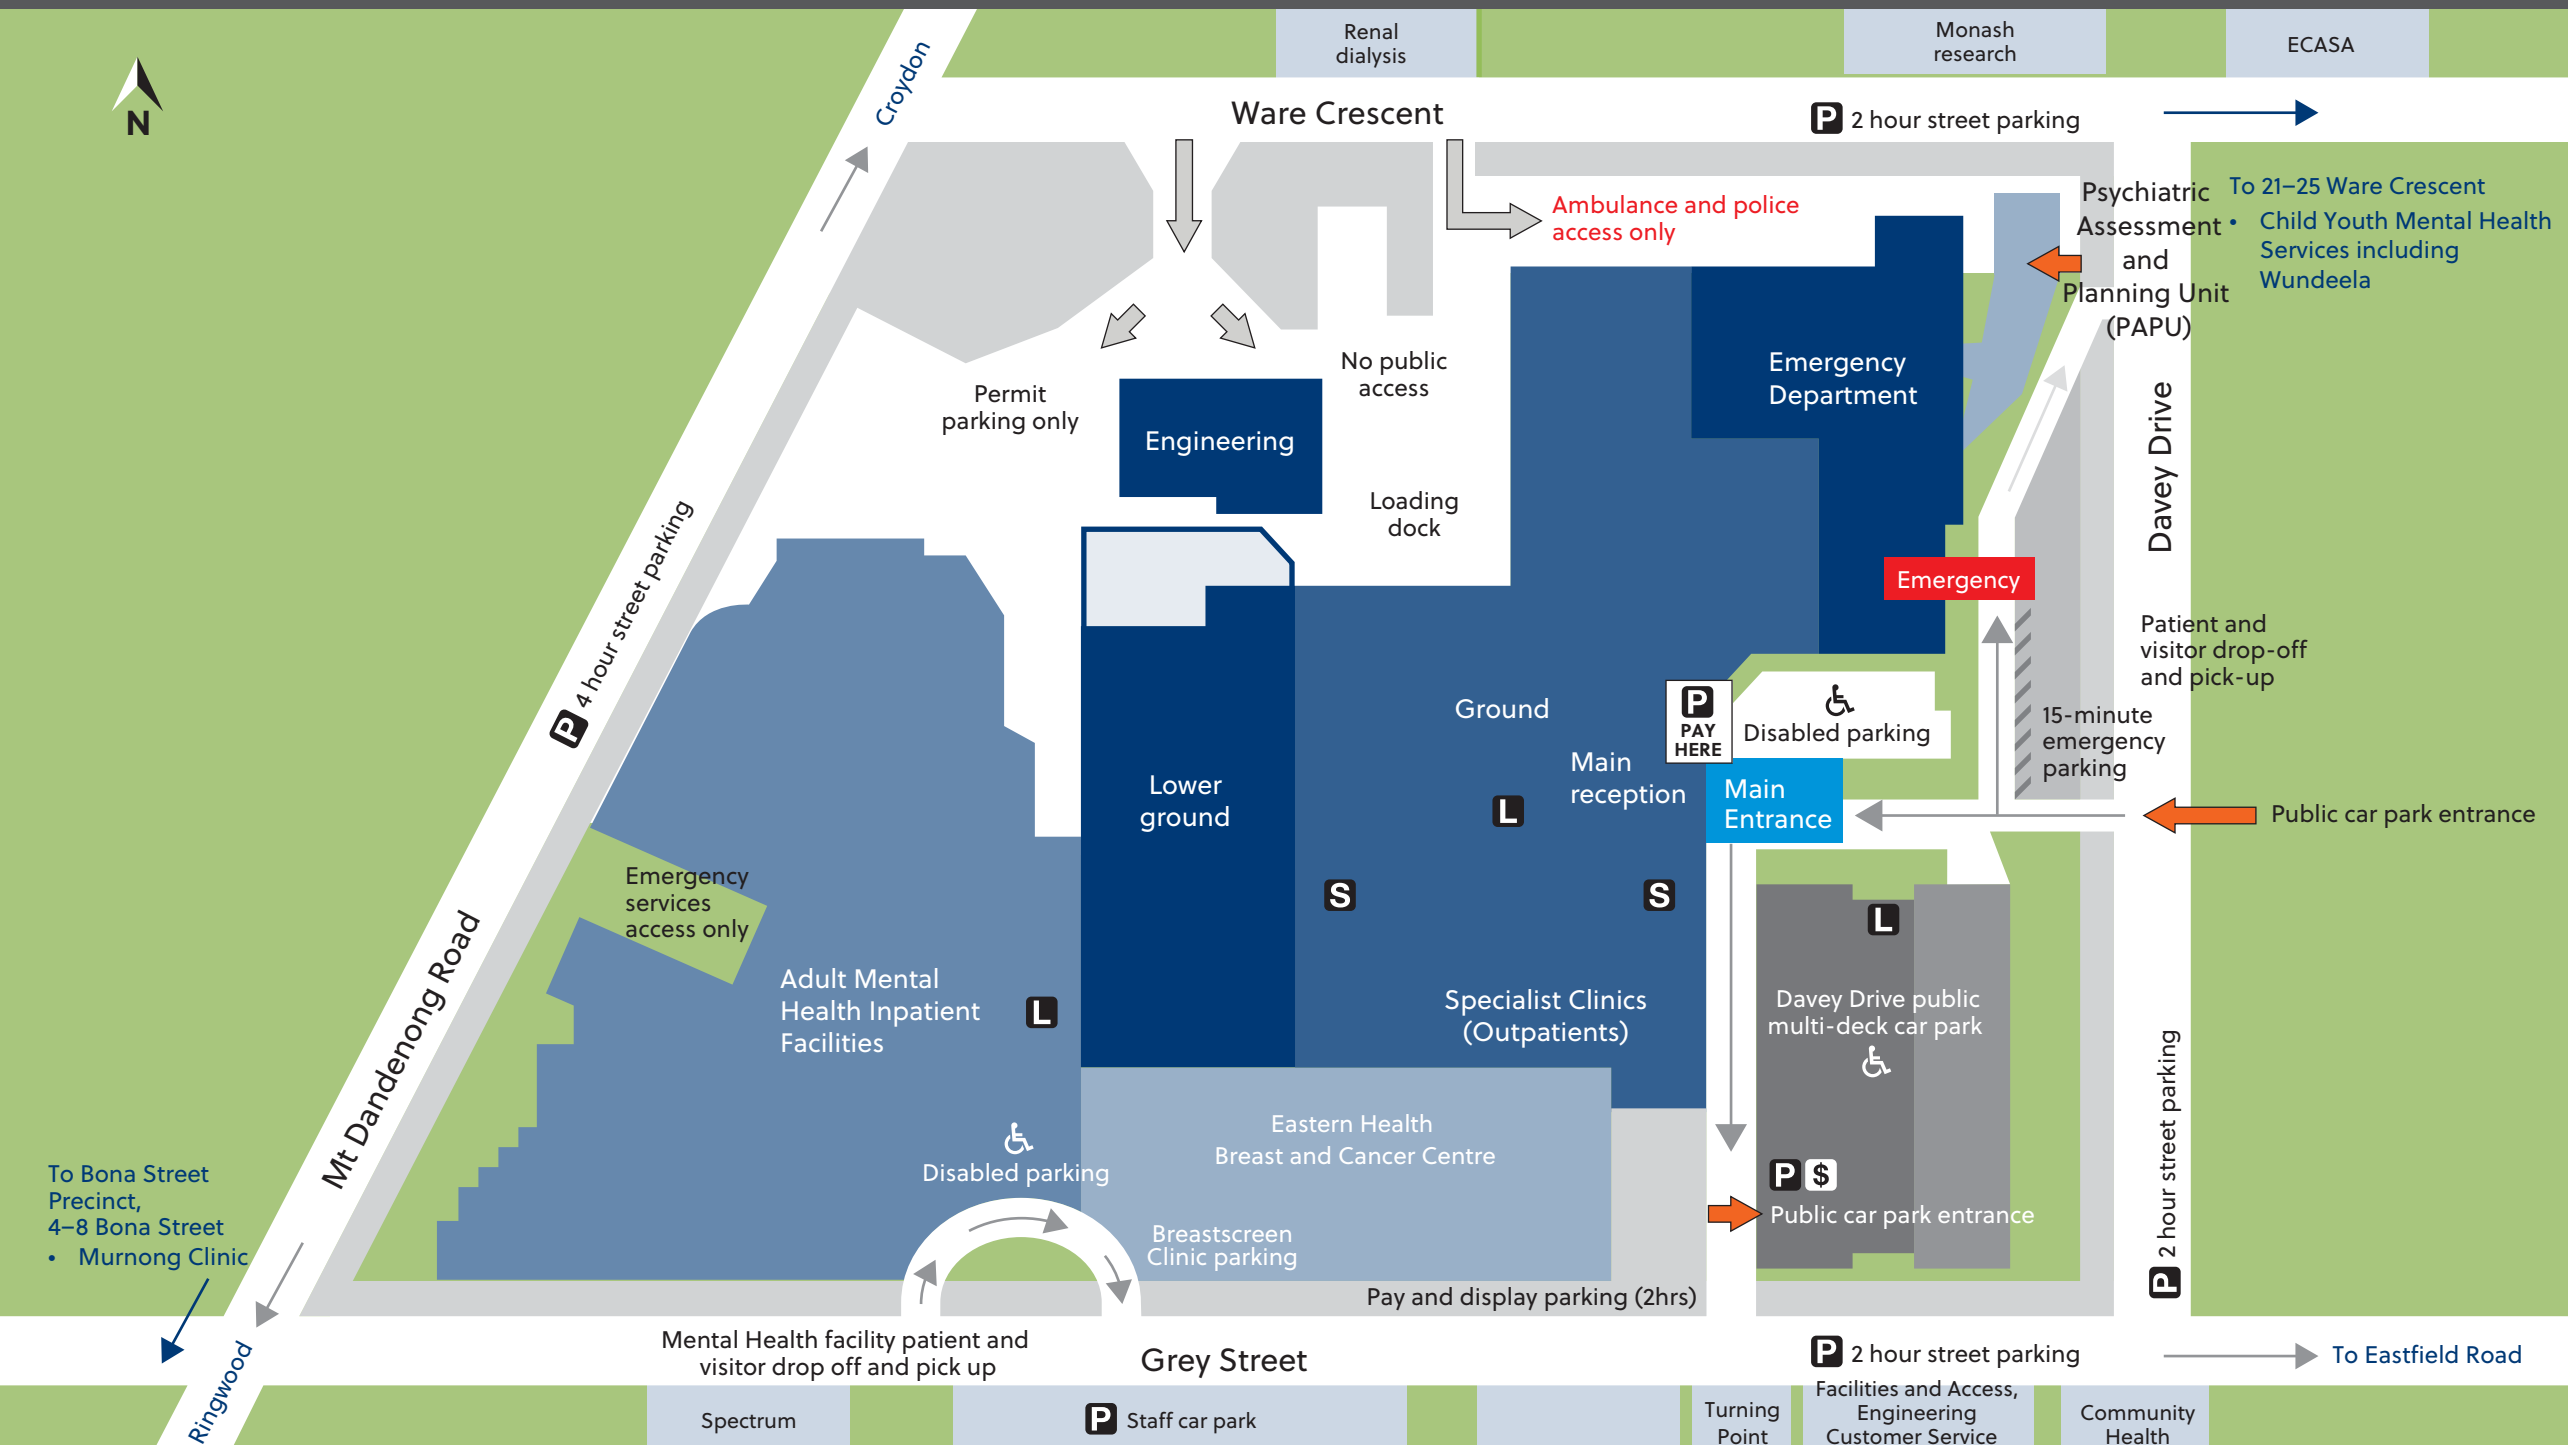 Renal
dialysis
Monash
research
ECASA
N
Croydon
Ware Crescent
P 2 hour street parking
Ambulance and police
access only
Psychiatric
Assessment
and
Planning Unit
(PAPU)
To 21–25 Ware Crescent
• Child Youth Mental Health
Services including
Wundeela
No public
access
Permit
parking only
Engineering
Emergency
Department
Loading
dock
Davey Drive
P 4 hour street parking
Emergency
Patient and
visitor drop-off
and pick-up
15-minute
emergency
parking
Ground
P
PAY
HERE
Disabled parking
Main
reception
Main
Entrance
L
Public car park entrance
Lower
ground
Emergency
services
access only
S
S
L
Mt Dandenong Road
Adult Mental
Health Inpatient
Facilities
L
Specialist Clinics
(Outpatients)
Davey Drive public
multi-deck car park
P 2 hour street parking
Eastern Health
Breast and Cancer Centre
Disabled parking
P $
Public car park entrance
To Bona Street
Precinct,
4–8 Bona Street
• Murnong Clinic
Breastscreen
Clinic parking
Pay and display parking (2hrs)
Mental Health facility patient and
visitor drop off and pick up
Grey Street
P 2 hour street parking
To Eastfield Road
Ringwood
Spectrum
P Staff car park
Turning
Point
Facilities and Access,
Engineering
Customer Service
Community
Health